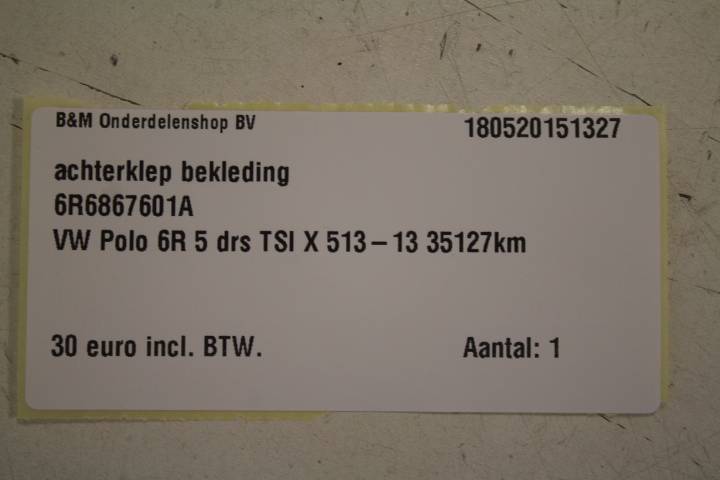 B&M Onderdelenshop BV 180520151327
achterklep bekleding
6R6867601A
VW Polo 6R 5 drs TSI X 513 – 13 35127km
30 euro incl. BTW. Aantal: 1